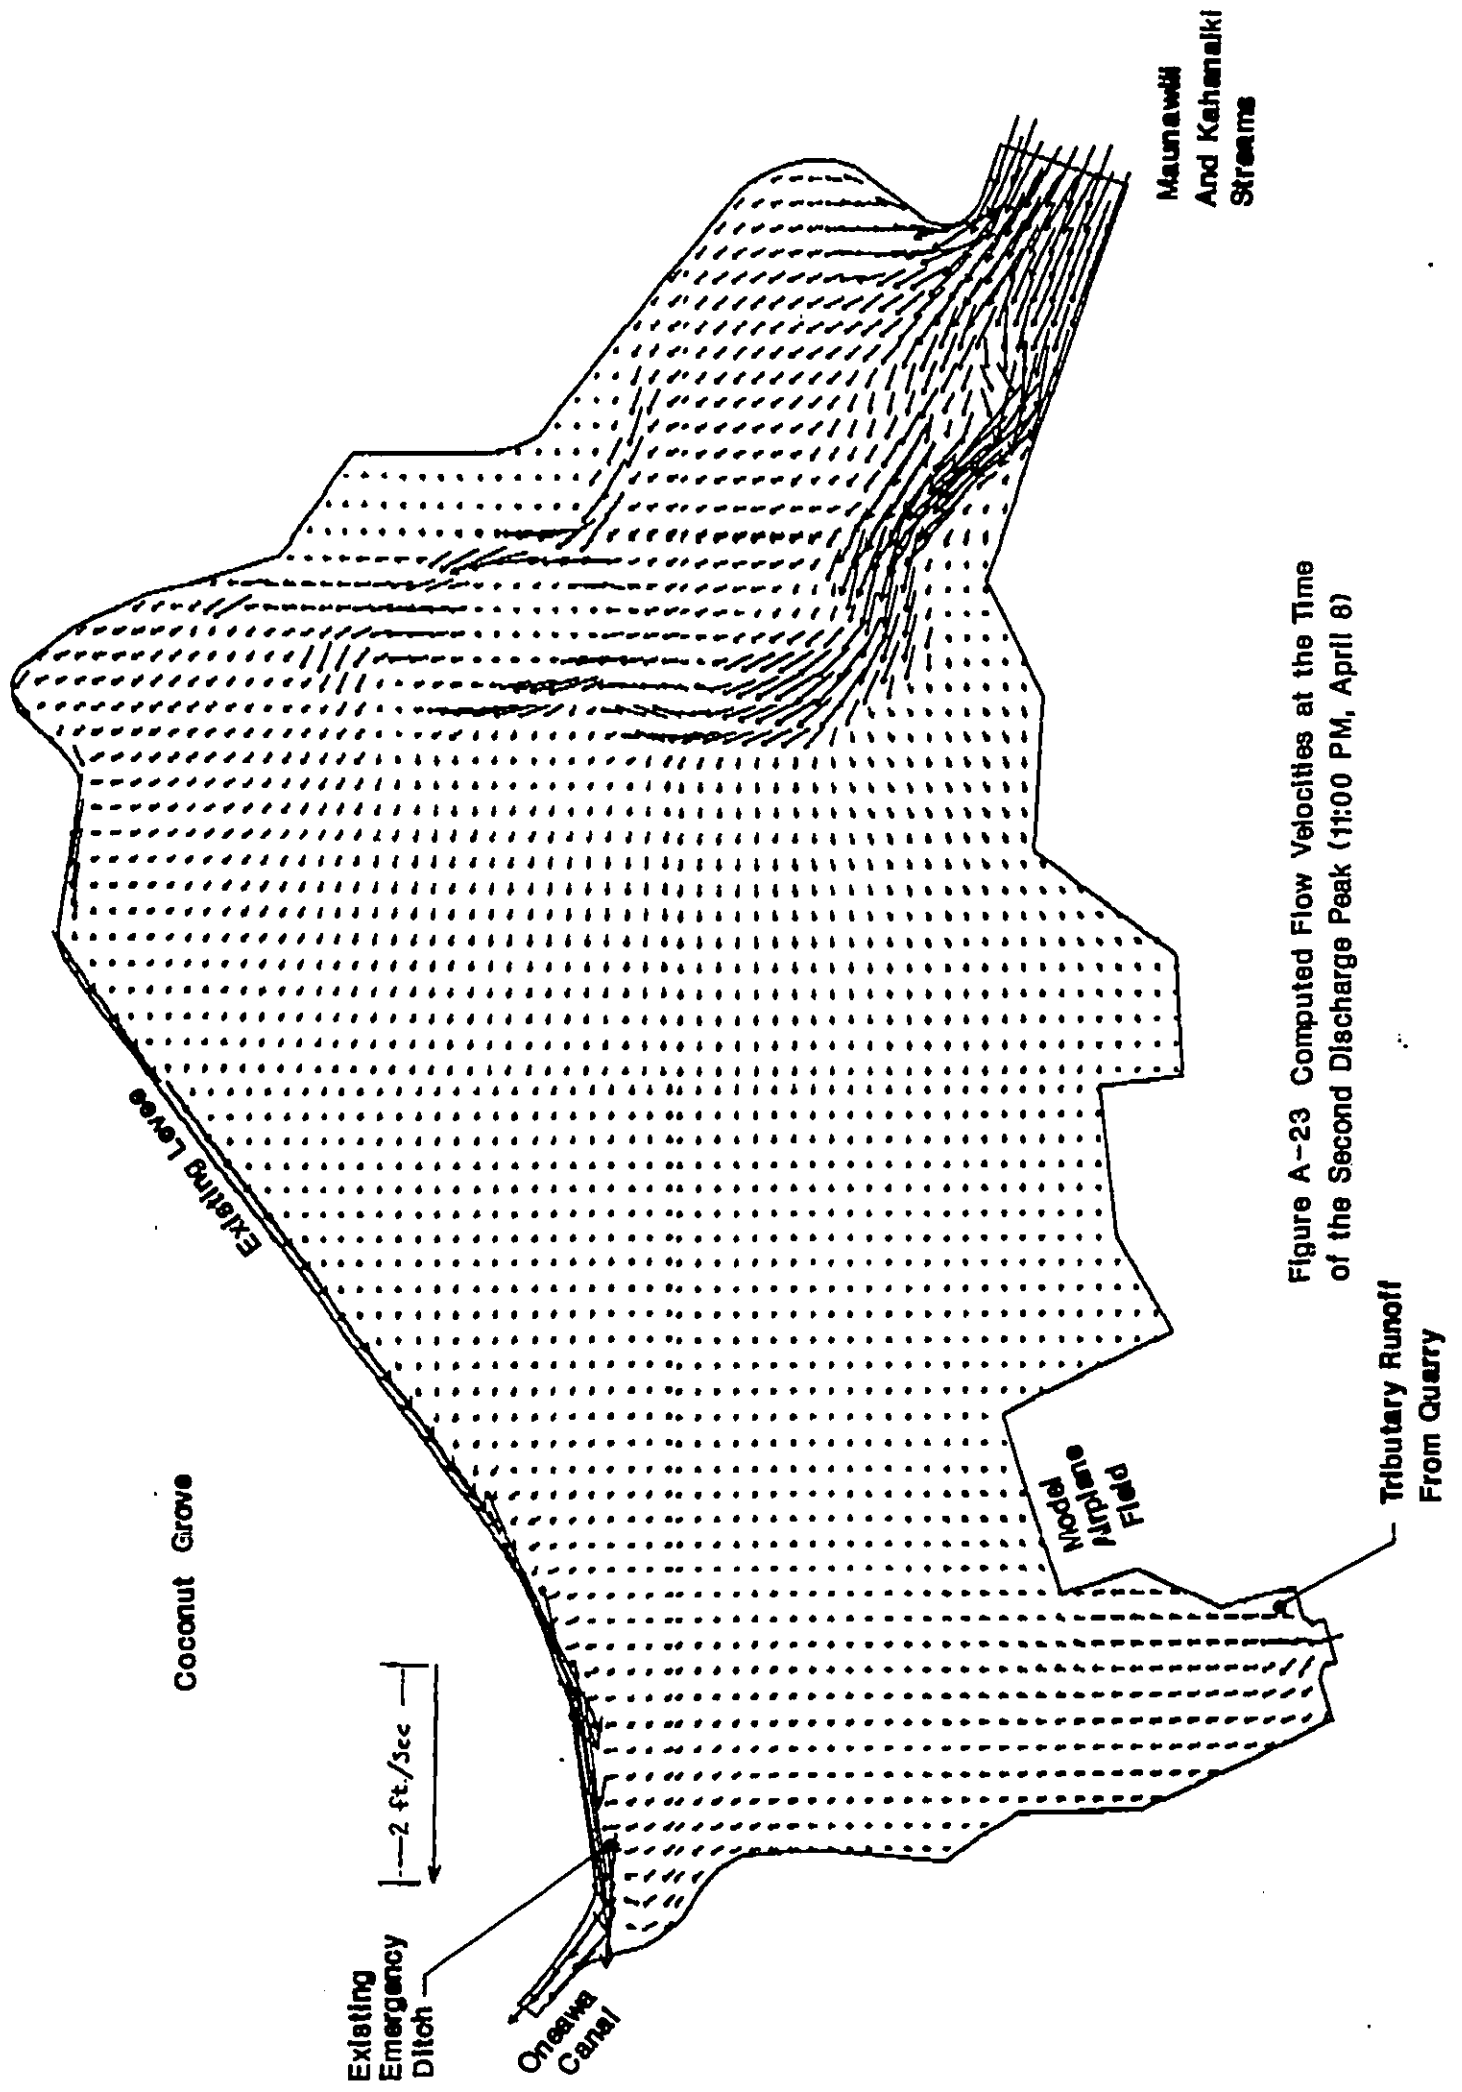 Coconut Grove
Existing Levee
2 ft./Sec
Existing
Emergency
Ditch
Oneawa
Canal
Maunawili
And Kahanaiki
Streams
Model
Airplane
Field
Tributary Runoff
From Quarry
Figure A-23 Computed Flow Velocities at the Time
of the Second Discharge Peak (11:00 PM, April 8)